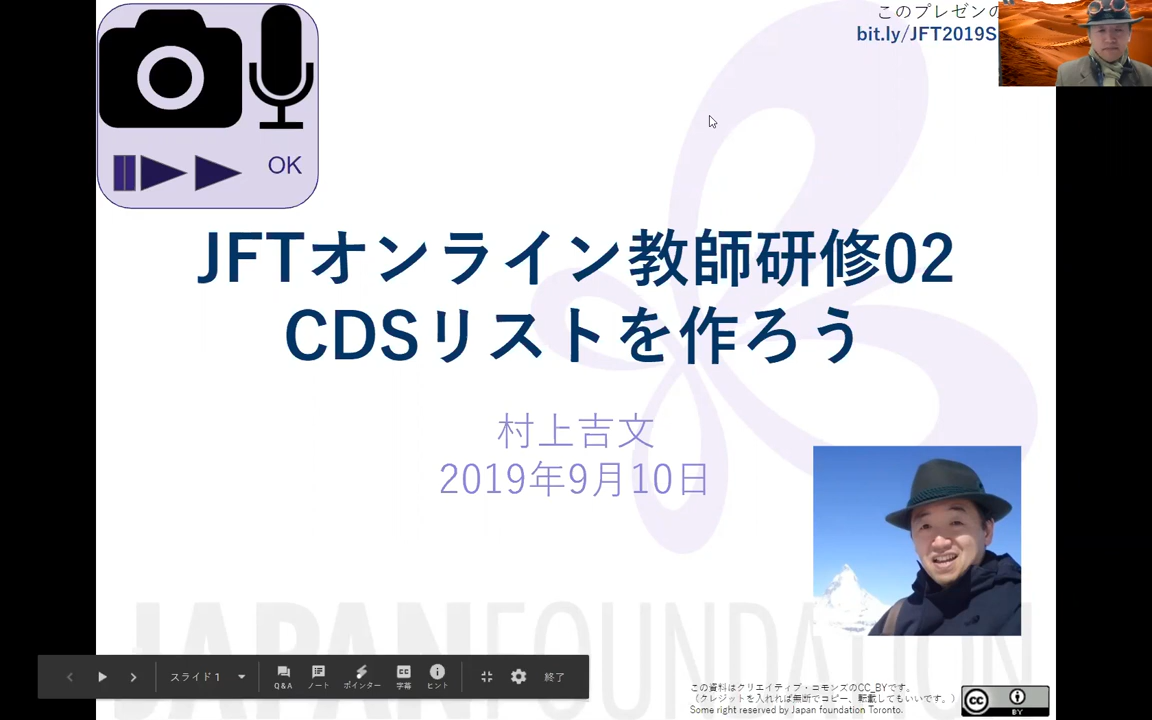 このプレゼンの
bit.ly/JFT2019S
OK
JFTオンライン教師研修02
CDSリストを作ろう
村上吉文
2019年9月10日
JAPANFOUNDATION
スライド1
Q&A
ノート
ポインター
字幕
ヒント
終了
この資料はクリエイティブ・コモンズのCC_BYです。
（クレジットを入れれば無断でコピー、転載してもいいです。）
Some right reserved by Japan foundation Toronto.
cc
BY